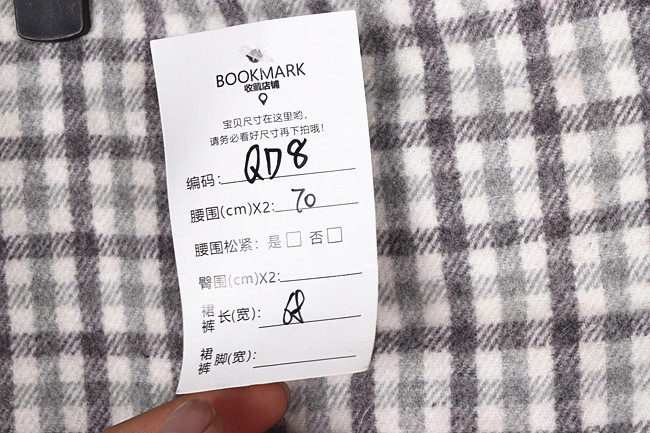 BOOKMARK
收藏店铺
宝贝尺寸在这里哟，
请务必看好尺寸再下拍哦！
编码：QD8
腰围(cm)X2：70
腰围松紧：是□ 否□
臀围(cm)X2：
裙裤长(宽)：
裙裤脚(宽)：